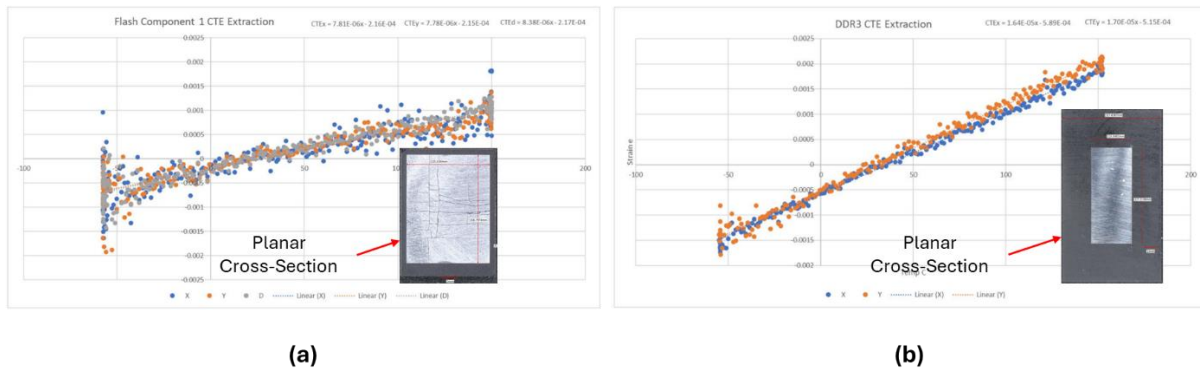 Flash Component 1 CTE Extraction
CTEx = 7.81E-06x - 2.16E-04 CTEy = 7.78E-06x - 2.15E-04 CTEd = 8.38E-06x - 2.17E-04
0.0025
0.002
0.0015
0.001
0.0005
0
-100 -50 50 100 200
-0.0005
-0.001
-0.0015
-0.002
-0.0025
Planar
Cross-Section
X Y D Linear (X) Linear (Y) Linear (D)
(a)
DDR3 CTE Extraction
CTEx = 1.64E-05x - 5.89E-04 CTEy = 1.70E-05x - 5.15E-04
0.0025
0.002
0.0015
0.001
0.0005
Strain e
0
-100 -50 0 50 100 200
-0.0005
-0.001
-0.0015
-0.002
Planar
Cross-Section
Temp C
X Y Linear (X) Linear (Y)
(b)